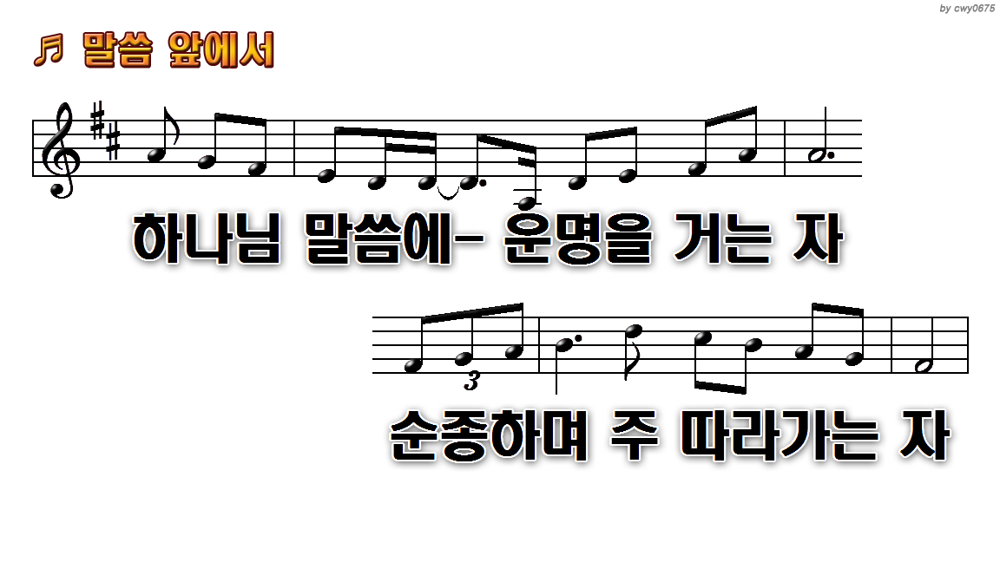 by cwy0675
♬ 말씀 앞에서
하나님 말씀에- 운명을 거는 자
3
순종하며 주 따라가는 자